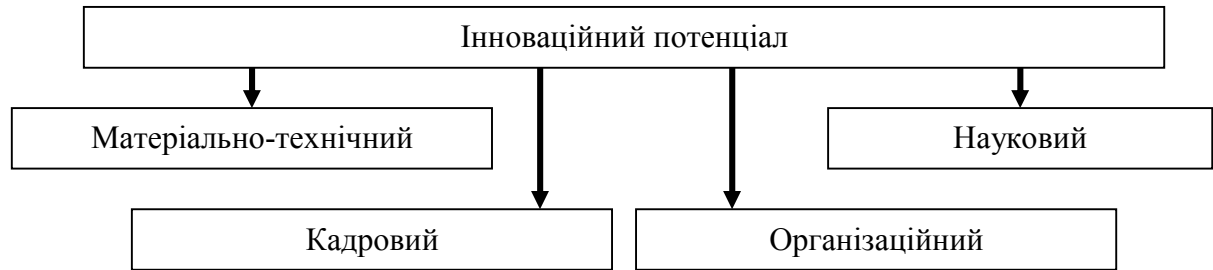 Інноваційний потенціал
Матеріально-технічний
Науковий
Кадровий
Організаційний